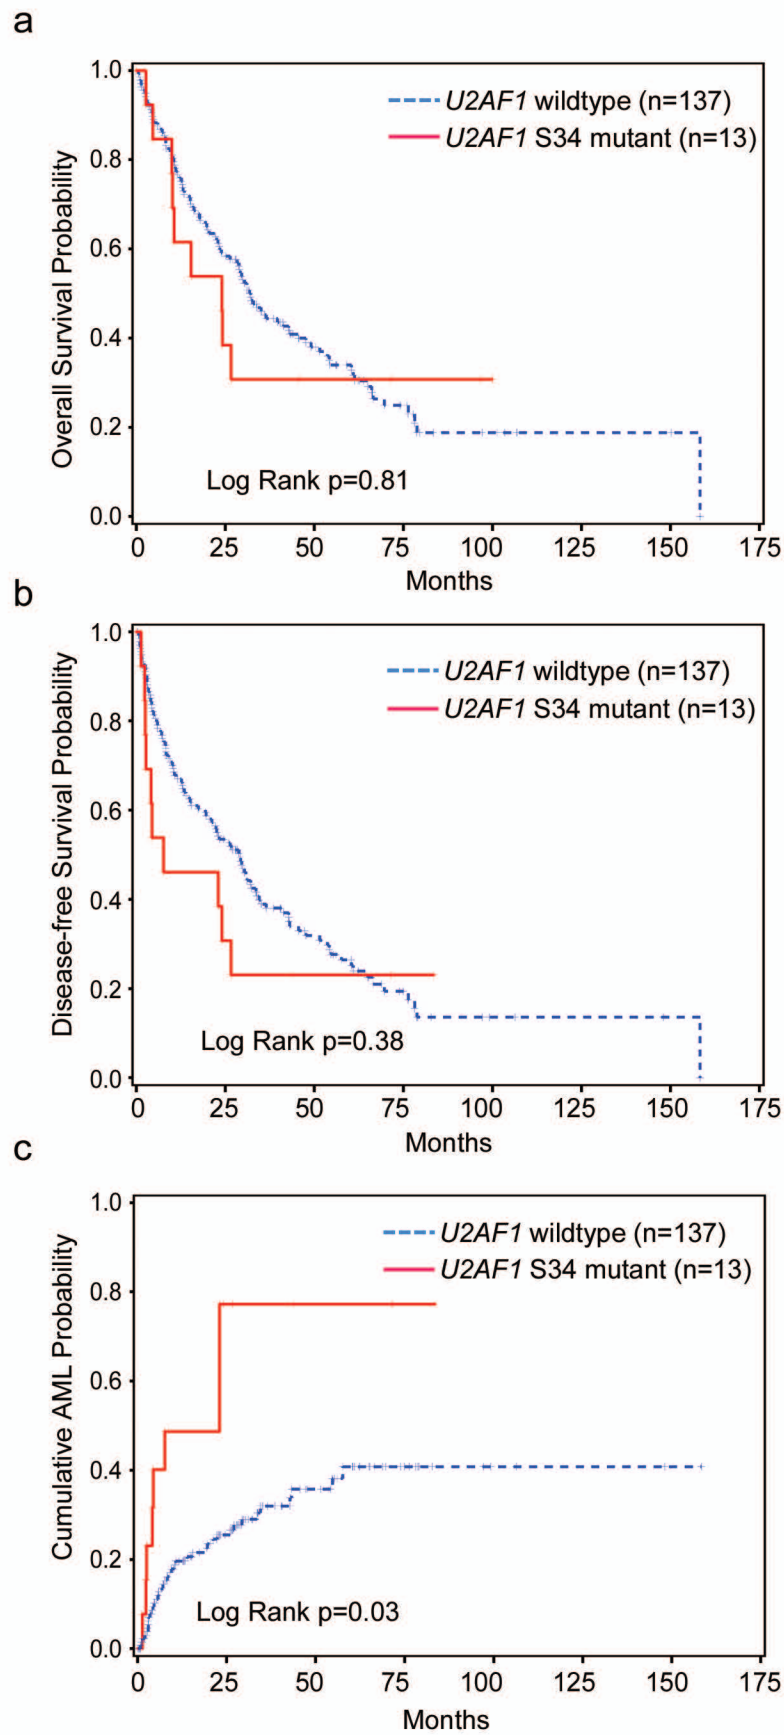 a
Overall Survival Probability
1.0
0.8
0.6
0.4
0.2
0.0
U2AF1 wildtype (n=137)
U2AF1 S34 mutant (n=13)
Log Rank p=0.81
0 25 50 75 100 125 150 175
Months
b
Disease-free Survival Probability
1.0
0.8
0.6
0.4
0.2
0.0
U2AF1 wildtype (n=137)
U2AF1 S34 mutant (n=13)
Log Rank p=0.38
0 25 50 75 100 125 150 175
Months
c
Cumulative AML Probability
1.0
0.8
0.6
0.4
0.2
0.0
U2AF1 wildtype (n=137)
U2AF1 S34 mutant (n=13)
Log Rank p=0.03
0 25 50 75 100 125 150 175
Months